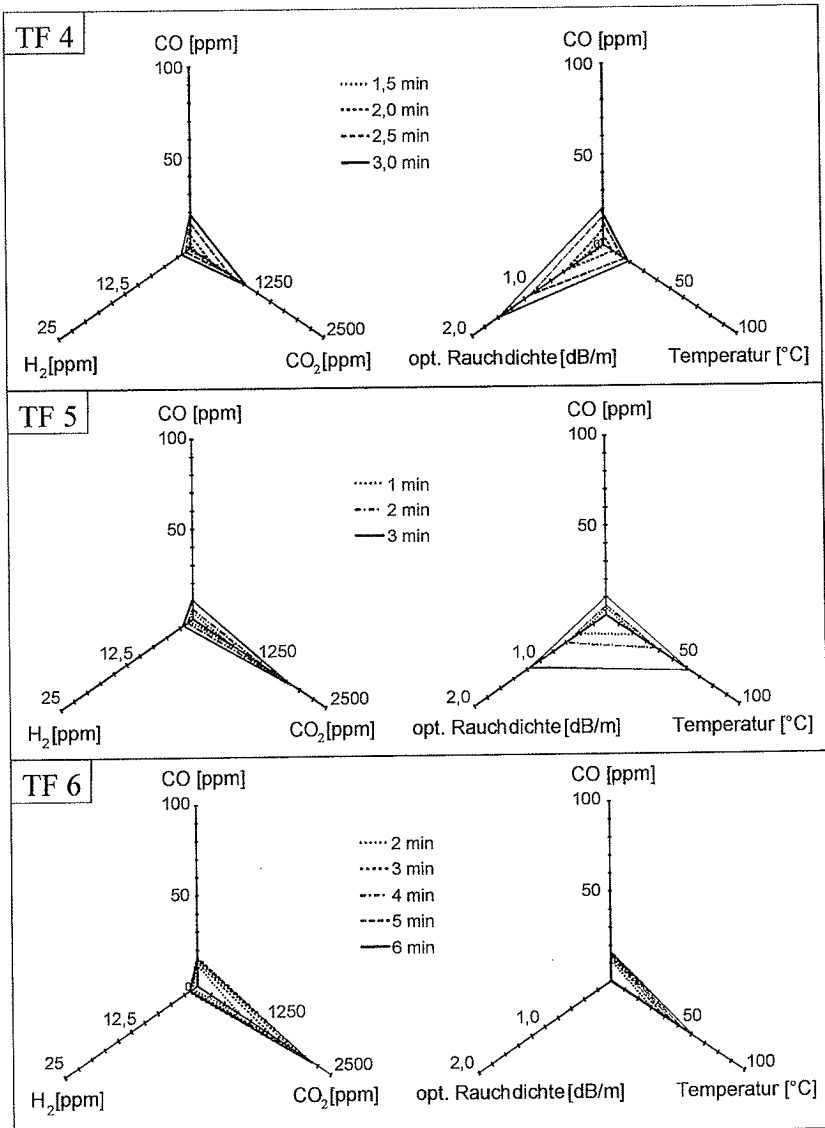 TF 4
CO [ppm]
100
50
12,5
25
H₂[ppm]
1250
2500
CO₂[ppm]
1,5 min
2,0 min
2,5 min
3,0 min
CO [ppm]
100
50
0
1,0
2,0
opt. Rauchdichte [dB/m]
50
100
Temperatur [°C]
TF 5
CO [ppm]
100
50
12,5
25
H₂[ppm]
1250
2500
CO₂[ppm]
1 min
2 min
3 min
CO [ppm]
100
50
1,0
2,0
opt. Rauchdichte [dB/m]
50
100
Temperatur [°C]
TF 6
CO [ppm]
100
50
0
12,5
25
H₂[ppm]
1250
2500
CO₂[ppm]
2 min
3 min
4 min
5 min
6 min
CO [ppm]
100
50
1,0
2,0
opt. Rauchdichte [dB/m]
50
100
Temperatur [°C]